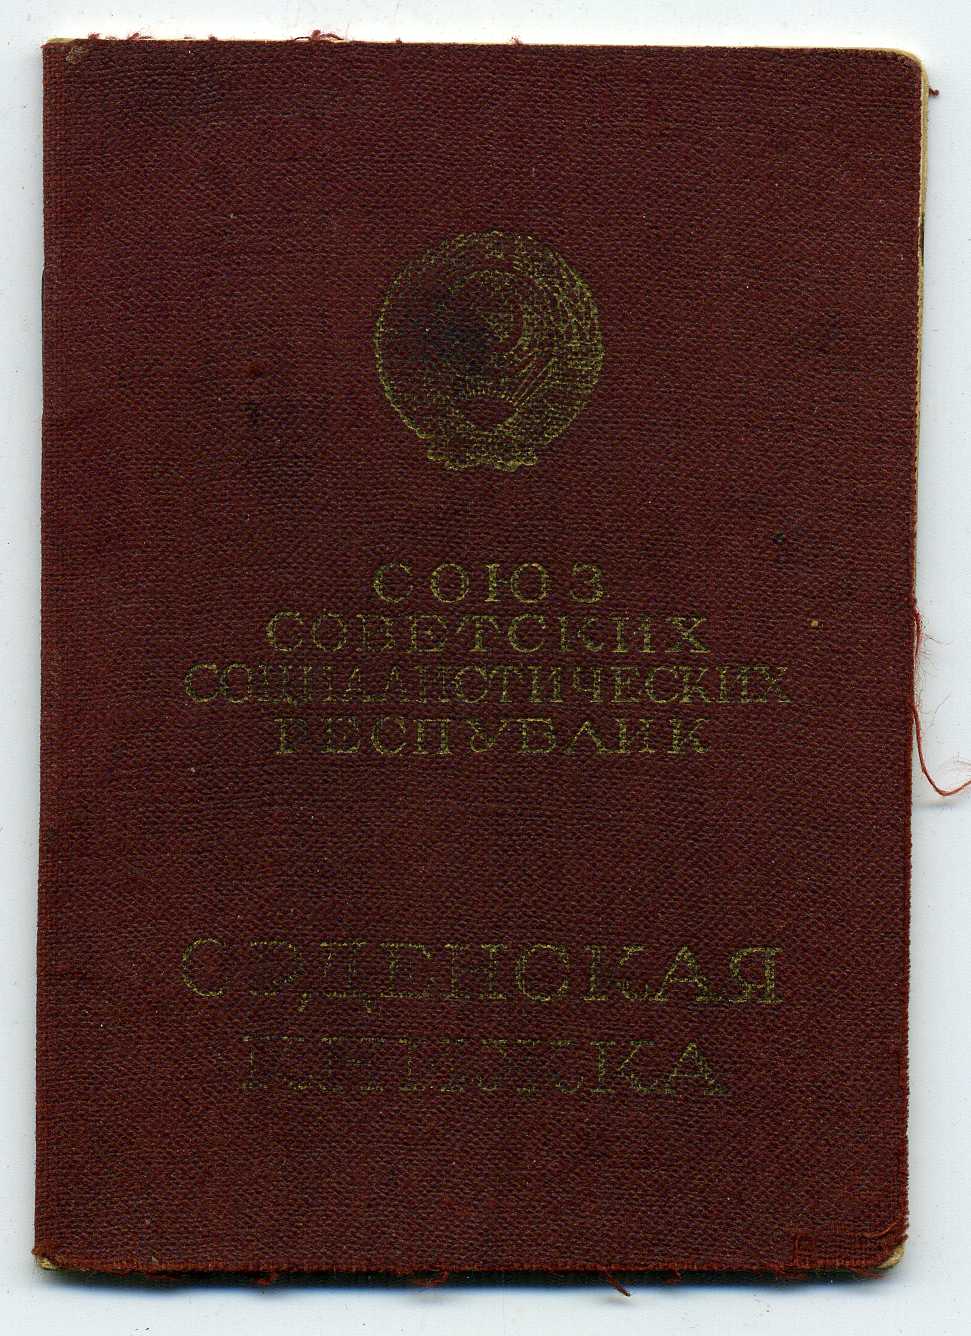 СОЮЗ
СОВЕТСКИХ
СОЦИАЛИСТИЧЕСКИХ
РЕСПУБЛИК
ОРДЕНСКАЯ
КНИЖКА